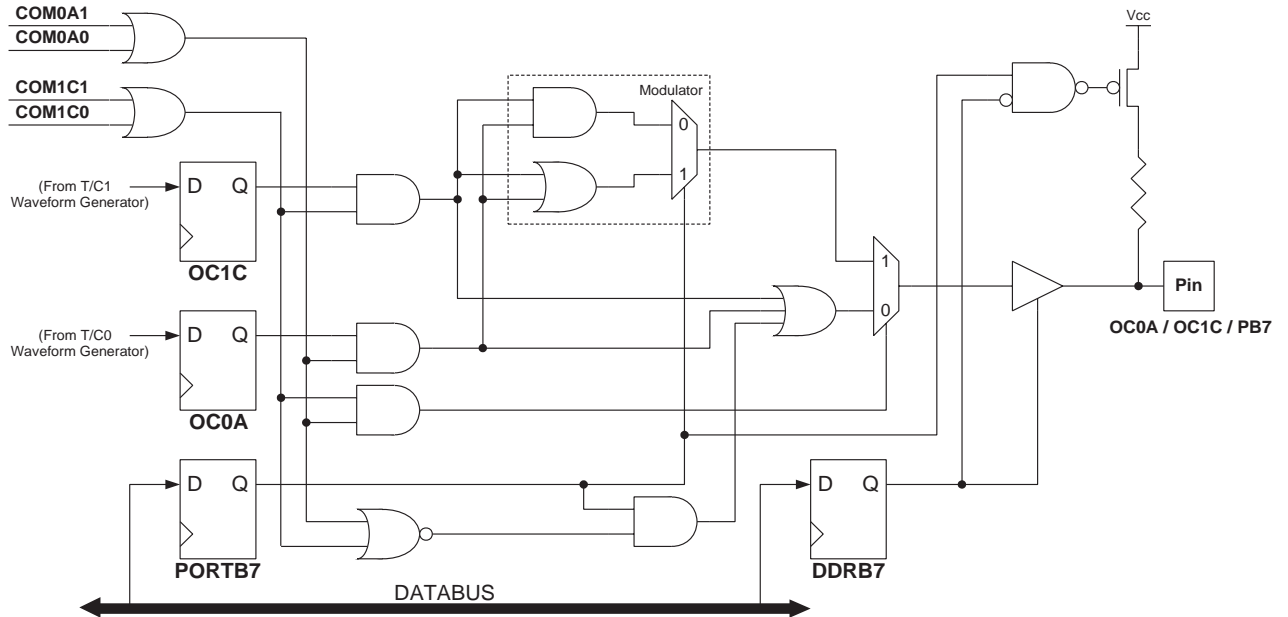 COM0A1
COM0A0
COM1C1
COM1C0
Vcc
Modulator
0
1
(From T/C1
Waveform Generator)
D Q
OC1C
1
0
Pin
OC0A / OC1C / PB7
(From T/C0
Waveform Generator)
D Q
OC0A
D Q
PORTB7
D Q
DDRB7
DATABUS